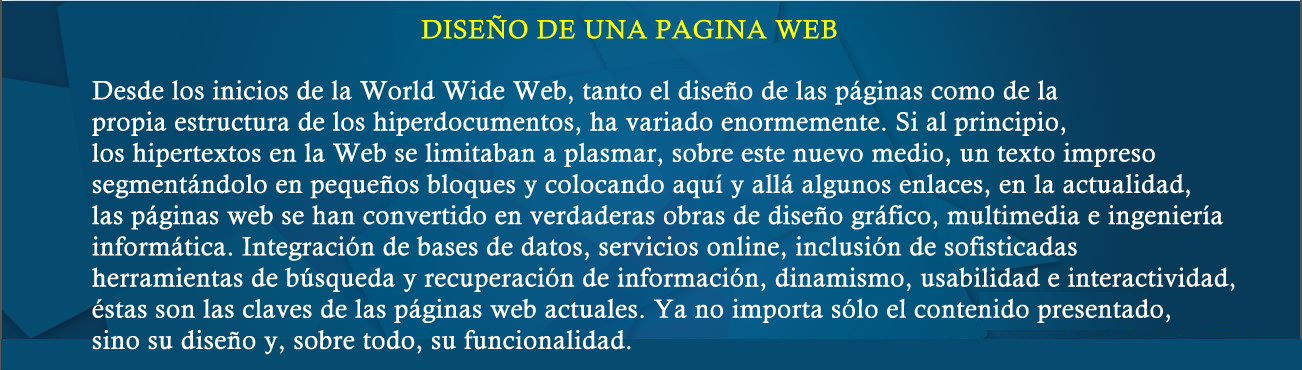 DISEÑO DE UNA PAGINA WEB
Desde los inicios de la World Wide Web, tanto el diseño de las páginas como de la
propia estructura de los hiperdocumentos, ha variado enormemente. Si al principio,
los hipertextos en la Web se limitaban a plasmar, sobre este nuevo medio, un texto impreso
segmentándolo en pequeños bloques y colocando aquí y allá algunos enlaces, en la actualidad,
las páginas web se han convertido en verdaderas obras de diseño gráfico, multimedia e ingeniería
informática. Integración de bases de datos, servicios online, inclusión de sofisticadas
herramientas de búsqueda y recuperación de información, dinamismo, usabilidad e interactividad,
éstas son las claves de las páginas web actuales. Ya no importa sólo el contenido presentado,
sino su diseño y, sobre todo, su funcionalidad.